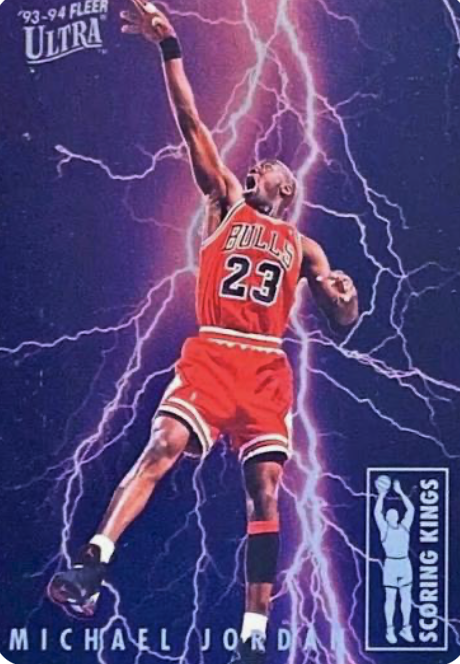 '93-94 FLEER
ULTRA
BULLS
23
SCORING KINGS
MICHAEL JORDAN